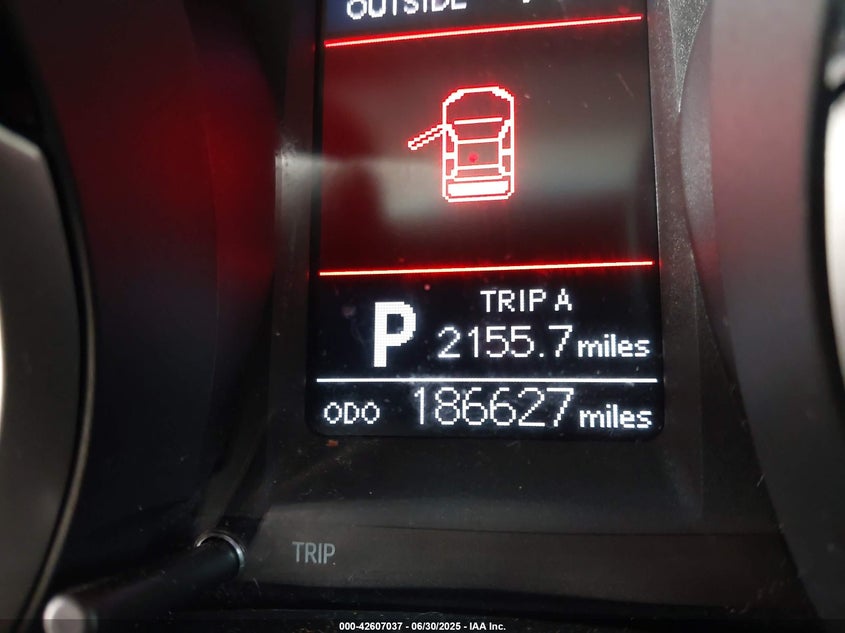 OUTSIDE
TRIP A
P
2155.7 miles
ODO 186627 miles
TRIP
000-42607037 - 06/30/2025 - IAA Inc.